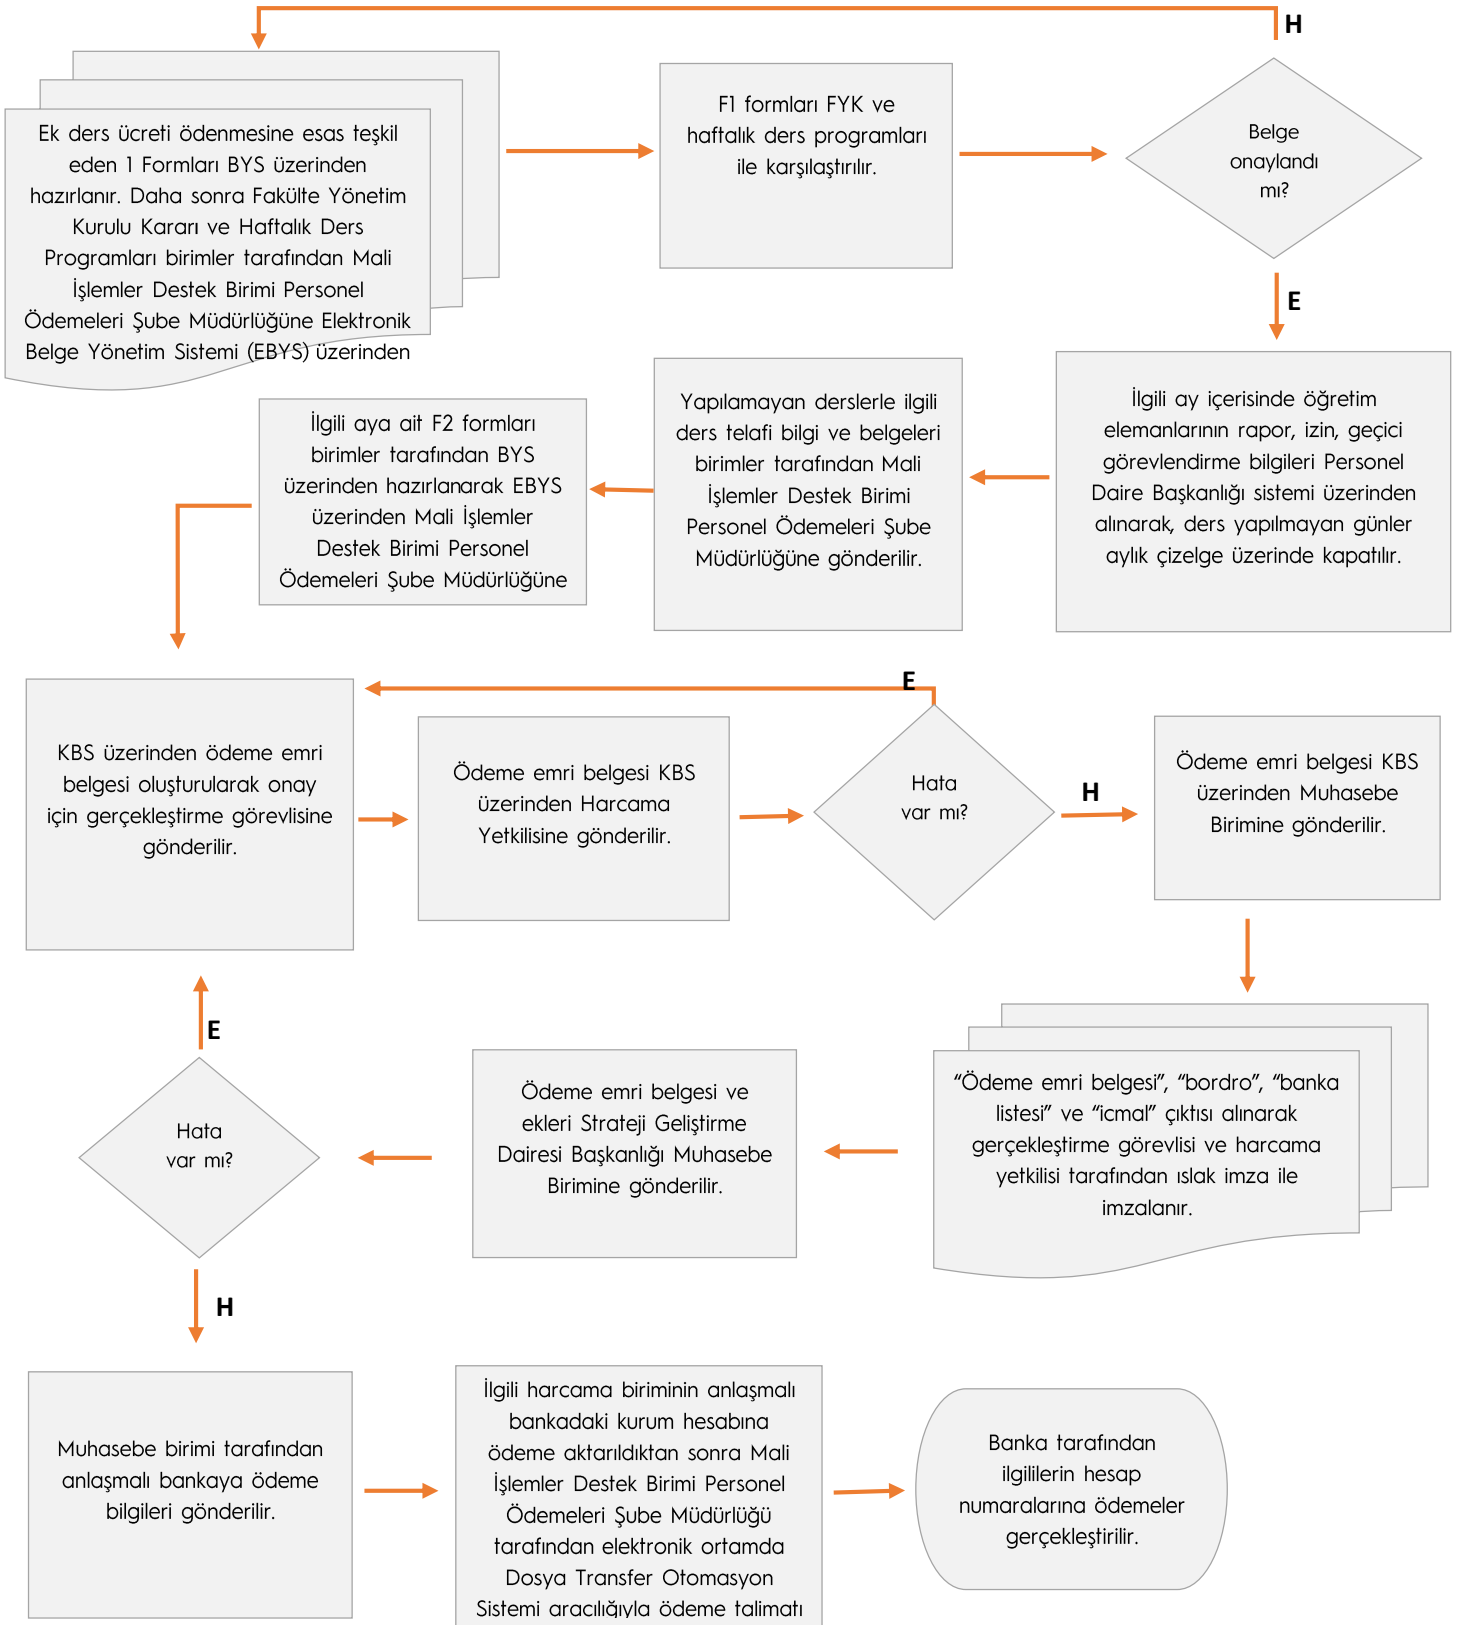 H
Ek ders ücreti ödenmesine esas teşkil
eden 1 Formları BYS üzerinden
hazırlanır. Daha sonra Fakülte Yönetim
Kurulu Kararı ve Haftalık Ders
Programları birimler tarafından Mali
İşlemler Destek Birimi Personel
Ödemeleri Şube Müdürlüğüne Elektronik
Belge Yönetim Sistemi (EBYS) üzerinden
F1 formları FYK ve
haftalık ders programları
ile karşılaştırılır.
Belge
onaylandı
mı?
E
İlgili ay içerisinde öğretim
elemanlarının rapor, izin, geçici
görevlendirme bilgileri Personel
Daire Başkanlığı sistemi üzerinden
alınarak, ders yapılmayan günler
aylık çizelge üzerinde kapatılır.
Yapılamayan derslerle ilgili
ders telafi bilgi ve belgeleri
birimler tarafından Mali
İşlemler Destek Birimi
Personel Ödemeleri Şube
Müdürlüğüne gönderilir.
İlgili aya ait F2 formları
birimler tarafından BYS
üzerinden hazırlanarak EBYS
üzerinden Mali İşlemler
Destek Birimi Personel
Ödemeleri Şube Müdürlüğüne
KBS üzerinden ödeme emri
belgesi oluşturularak onay
için gerçekleştirme görevlisine
gönderilir.
Ödeme emri belgesi KBS
üzerinden Harcama
Yetkilisine gönderilir.
E
Hata
var mı?
H
Ödeme emri belgesi KBS
üzerinden Muhasebe
Birimine gönderilir.
“Ödeme emri belgesi”, “bordro”, “banka
listesi” ve “icmal” çıktısı alınarak
gerçekleştirme görevlisi ve harcama
yetkilisi tarafından ıslak imza ile
imzalanır.
Ödeme emri belgesi ve
ekleri Strateji Geliştirme
Dairesi Başkanlığı Muhasebe
Birimine gönderilir.
E
Hata
var mı?
H
Muhasebe birimi tarafından
anlaşmalı bankaya ödeme
bilgileri gönderilir.
İlgili harcama biriminin anlaşmalı
bankadaki kurum hesabına
ödeme aktarıldıktan sonra Mali
İşlemler Destek Birimi Personel
Ödemeleri Şube Müdürlüğü
tarafından elektronik ortamda
Dosya Transfer Otomasyon
Sistemi aracılığıyla ödeme talimatı
Banka tarafından
ilgililerin hesap
numaralarına ödemeler
gerçekleştirilir.